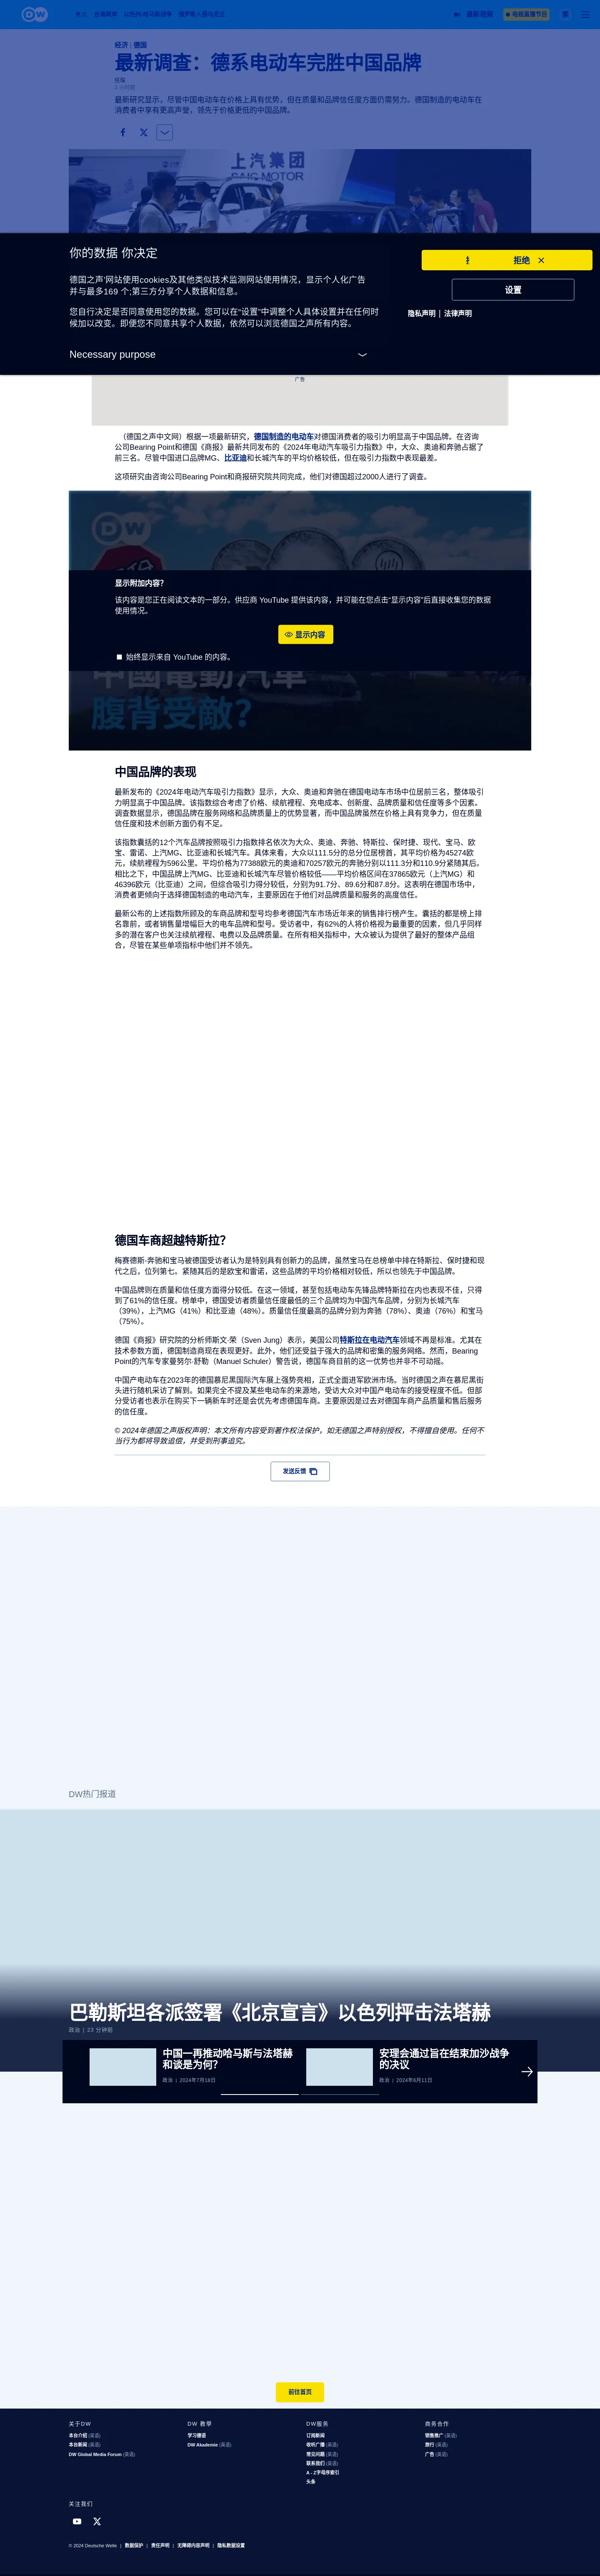 DW
台湾两岸 以色列-哈马斯战争 俄罗斯入侵乌克兰
最新视频
电视直播节目
经济 | 德国
最新调查：德系电动车完胜中国品牌
最新研究显示，尽管中国电动车在价格上具有优势，但在质量和品牌信任度方面仍需努力。德国制造的电动车在
消费者中享有更高声誉，领先于价格更低的中国品牌。
上汽集团
SAIC MOTOR
你的数据 你决定
德国之声'网站使用cookies及其他类似技术监测网站使用情况，显示个人化广告
并与最多169 个;第三方分享个人数据和信息。
您自行决定是否同意使用您的数据。您可以在“设置”中调整个人具体设置并在任何时
候加以改变。即便您不同意共享个人数据，依然可以浏览德国之声所有内容。
Necessary purpose
拒绝
设置
隐私声明 | 法律声明
广告
（德国之声中文网）根据一项最新研究，德国制造的电动车对德国消费者的吸引力明显高于中国品牌。在咨询
公司Bearing Point和德国《商报》最新共同发布的《2024年电动汽车吸引力指数》中，大众、奥迪和奔驰占据了
前三名。尽管中国进口品牌MG、比亚迪和长城汽车的平均价格较低，但在吸引力指数中表现最差。
这项研究由咨询公司Bearing Point和商报研究院共同完成，他们对德国超过2000人进行了调查。
显示附加内容？
该内容是您正在阅读文本的一部分。供应商 YouTube 提供该内容，并可能在您点击“显示内容”后直接收集您的数据
使用情况。
显示内容
始终显示来自 YouTube 的内容。
中國電動汽車
腹背受敵？
中国品牌的表现
最新发布的《2024年电动汽车吸引力指数》显示，大众、奥迪和奔驰在德国电动车市场中位居前三名，整体吸引
力明显高于中国品牌。该指数综合考虑了价格、续航裡程、充电成本、创新度、品牌质量和信任度等多个因素。
调查数据显示，德国品牌在服务网络和品牌质量上的优势显著，而中国品牌虽然在价格上具有竞争力，但在质量
信任度和技术创新方面仍有不足。
该指数囊括的12个汽车品牌按照吸引力指数排名依次为大众、奥迪、奔驰、特斯拉、保时捷、现代、宝马、欧
宝、雷诺、上汽MG、比亚迪和长城汽车。具体来看，大众以111.5分的总分位居榜首，其平均价格为45274欧
元，续航裡程为596公里。平均价格为77388欧元的奥迪和70257欧元的奔驰分别以111.3分和110.9分紧随其后。
相比之下，中国品牌上汽MG、比亚迪和长城汽车尽管价格较低——平均价格区间在37865欧元（上汽MG）和
46396欧元（比亚迪）之间，但综合吸引力得分较低，分别为91.7分、89.6分和87.8分。这表明在德国市场中，
消费者更倾向于选择德国制造的电动汽车，主要原因在于他们对品牌质量和服务的高度信任。
最新公布的上述指数所顾及的车商品牌和型号均参考德国汽车市场近年来的销售排行榜产生。囊括的都是榜上排
名靠前，或者销售量增幅巨大的电车品牌和型号。受访者中，有62%的人将价格视为最重要的因素，但几乎同样
多的潜在客户也关注续航裡程、电费以及品牌质量。在所有相关指标中，大众被认为提供了最好的整体产品组
合，尽管在某些单项指标中他们并不领先。
德国车商超越特斯拉？
梅赛德斯-奔驰和宝马被德国受访者认为是特别具有创新力的品牌，虽然宝马在总榜单中排在特斯拉、保时捷和现
代之后，位列第七。紧随其后的是欧宝和雷诺，这些品牌的平均价格相对较低，所以也领先于中国品牌。
中国品牌则在质量和信任度方面得分较低。在这一领域，甚至包括电动车先锋品牌特斯拉在内也表现不佳，只得
到了61%的信任度。榜单中，德国受访者质量信任度最低的三个品牌均为中国汽车品牌，分别为长城汽车
（39%），上汽MG（41%）和比亚迪（48%）。质量信任度最高的品牌分别为奔驰（78%）、奥迪（76%）和宝马
（75%）。
德国《商报》研究院的分析师斯文·荣（Sven Jung）表示，美国公司特斯拉在电动汽车领域不再是标准。尤其在
技术参数方面，德国制造商现在表现更好。此外，他们还受益于强大的品牌和密集的服务网络。然而，Bearing
Point的汽车专家曼努尔·舒勒（Manuel Schuler）警告说，德国车商目前的这一优势也并非不可动摇。
中国产电动车在2023年的德国慕尼黑国际汽车展上强势亮相，正式全面进军欧洲市场。当时德国之声在慕尼黑街
头进行随机采访了解到。如果完全不提及某些电动车的来源地，受访大众对中国产电动车的接受程度不低。但部
分受访者也表示在购买下一辆新车时还是会优先考虑德国车商。主要原因是过去对德国车商产品质量和售后服务
的信任度。
© 2024年德国之声版权声明：本文所有内容受到著作权法保护，如无德国之声特别授权，不得擅自使用。任何不
当行为都将导致追偿，并受到刑事追究。
发送反馈
DW热门报道
巴勒斯坦各派签署《北京宣言》以色列抨击法塔赫
政治 | 23 分钟前
中国一再推动哈马斯与法塔赫
和谈是为何？
政治 | 2024年7月18日
安理会通过旨在结束加沙战争
的决议
政治 | 2024年6月11日
前往首页
关于DW
本台介绍 (英语)
本台新闻 (英语)
DW Global Media Forum (英语)
DW 教學
学习德语
DW Akademie (英语)
DW服务
订阅新闻
收听广播 (英语)
常见问题 (英语)
联系我们 (英语)
A - Z字母序索引
头条
商务合作
销售推广 (英语)
旅行 (英语)
广告 (英语)
关注我们
© 2024 Deutsche Welle | 数据保护 | 责任声明 | 无障碍内容声明 | 隐私数据设置